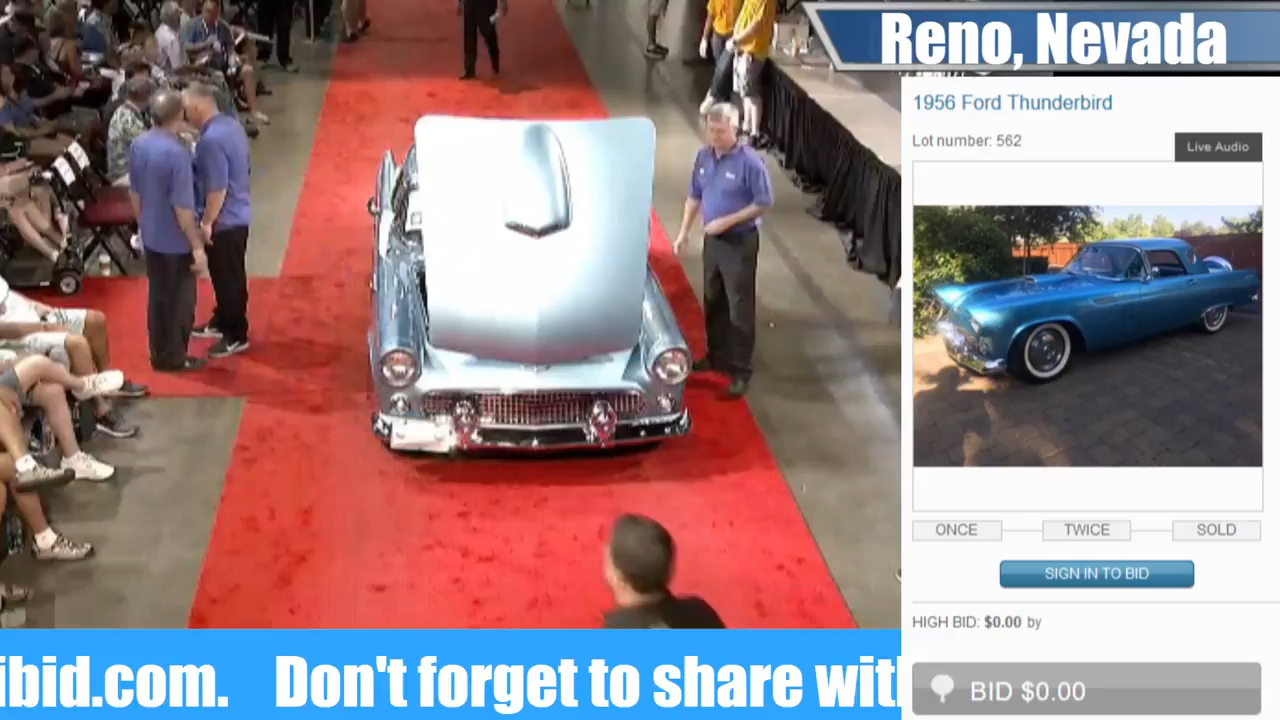 Reno, Nevada
1956 Ford Thunderbird
Lot number: 562
Live Audio
ONCE
TWICE
SOLD
SIGN IN TO BID
HIGH BID: $0.00 by
BID $0.00
ibid.com. Don't forget to share with